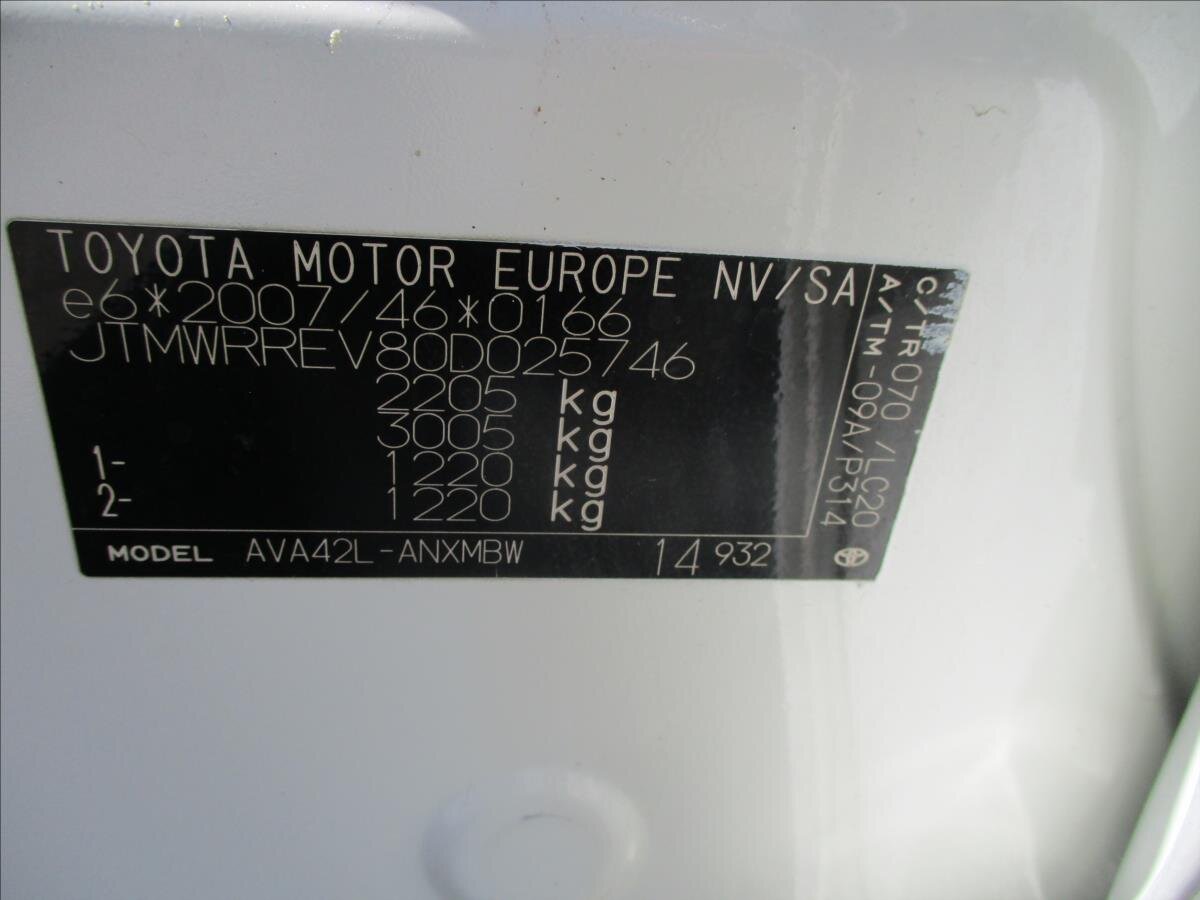 TOYOTA MOTOR EUROPE NV/SA
e6*2007/46*0166
JTMWRREV80D025746
2205 kg
3005 kg
1- 1220 kg
2- 1220 kg
C/TR070 /LC20
A/TM-09A/P314
MODEL AVA42L-ANXMBW 14 932